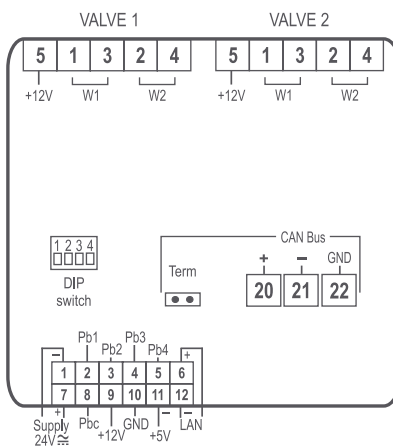 VALVE 1 VALVE 2
5 1 3 2 4 5 1 3 2 4
+12V W1 W2 +12V W1 W2
1 2 3 4
DIP
switch
CAN Bus
Term
+ − GND
20 21 22
Pb1 Pb3
Pb2 Pb4
− +
1 2 3 4 5 6
7 8 9 10 11 12
+ − −
Supply Pbc GND LAN
24V≂ +12V +5V